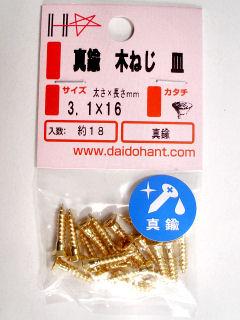 真鍮 木ねじ 皿
サイズ 太さ×長さmm カタチ
3.1×16
入数: 約18 真鍮
www.daidohant.com
真鍮